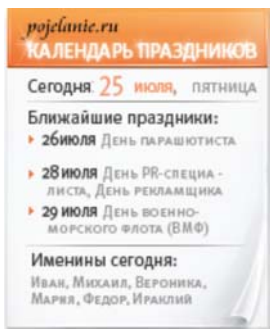 pojelanie.ru
КАЛЕНДАРЬ ПРАЗДНИКОВ
Сегодня: 25 июля, пятница
Ближайшие праздники:
26июля День парашютиста
28июля День PR-специа -
листа, День рекламщика
29 июля День военно-
морского флота (ВМФ)
Именины сегодня:
Иван, Михаил, Вероника,
Мария, Федор, Ираклий